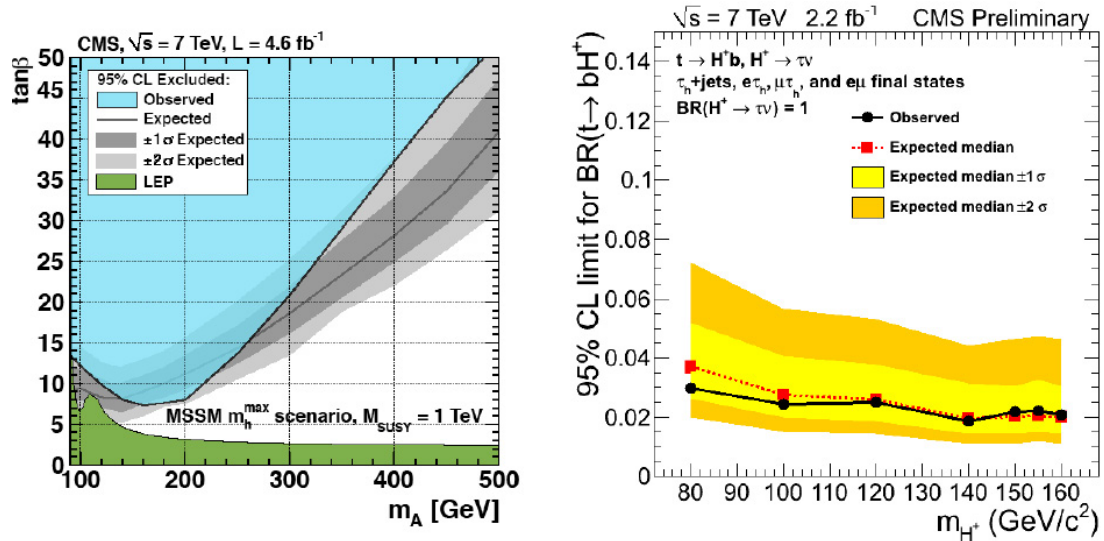 CMS, √s = 7 TeV, L = 4.6 fb⁻¹
tanβ
50
45
40
35
30
25
20
15
10
5
0
95% CL Excluded:
Observed
Expected
±1σ Expected
±2σ Expected
LEP
MSSM m_h^max scenario, M_SUSY = 1 TeV
100 200 300 400 500
m_A [GeV]
√s = 7 TeV 2.2 fb⁻¹ CMS Preliminary
95% CL limit for BR(t→ bH⁺)
0.14
0.12
0.1
0.08
0.06
0.04
0.02
0
t → H⁺b, H⁺ → τν
τ_h+jets, eτ_h, μτ_h, and eμ final states
BR(H⁺ → τν) = 1
Observed
Expected median
Expected median ±1 σ
Expected median ±2 σ
80 90 100 110 120 130 140 150 160
m_H⁺ (GeV/c²)